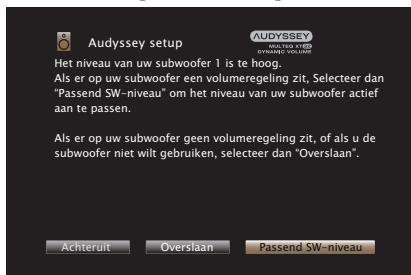 Audyssey setup
AUDYSSEY
MULTEQ XT32
DYNAMIC VOLUME
Het niveau van uw subwoofer 1 is te hoog.
Als er op uw subwoofer een volumeregeling zit, Selecteer dan
“Passend SW-niveau” om het niveau van uw subwoofer actief
aan te passen.
Als er op uw subwoofer geen volumeregeling zit, of als u de
subwoofer niet wilt gebruiken, selecteer dan “Overslaan”.
Achteruit
Overslaan
Passend SW-niveau